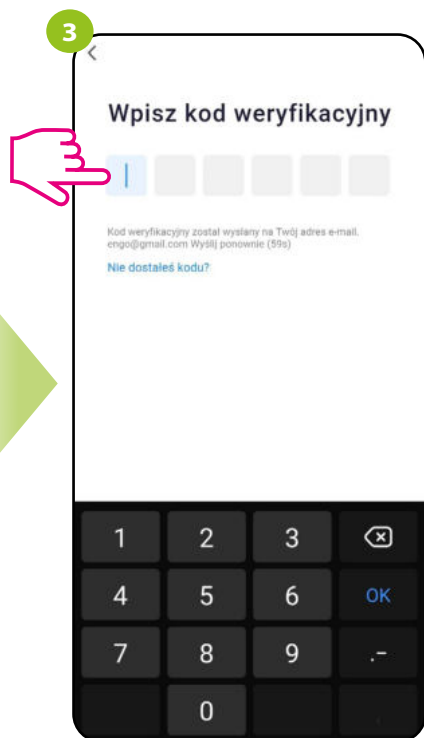 3
Wpisz kod weryfikacyjny
Kod weryfikacyjny został wysłany na Twój adres e-mail.
engo@gmail.com Wyślij ponownie (59s)
Nie dostałeś kodu?
1 2 3
4 5 6 OK
7 8 9 .-
0 ,